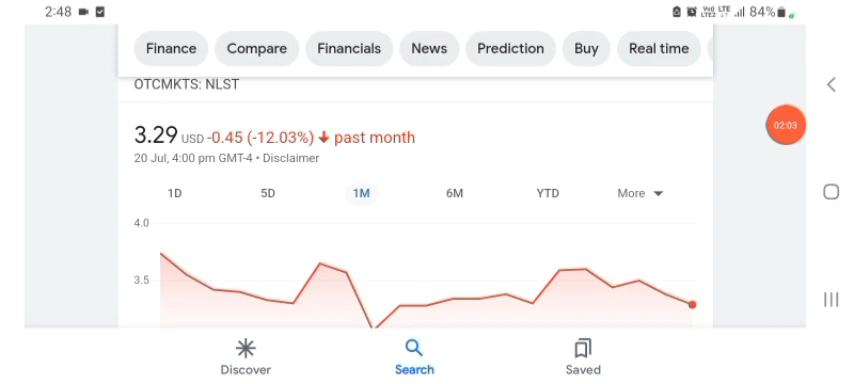 2:48 84%
Finance Compare Financials News Prediction Buy Real time
OTCMKTS: NLST
02:03
3.29 USD -0.45 (-12.03%) past month
20 Jul, 4:00 pm GMT-4 • Disclaimer
1D 5D 1M 6M YTD More
4.0
3.5
Discover Search Saved